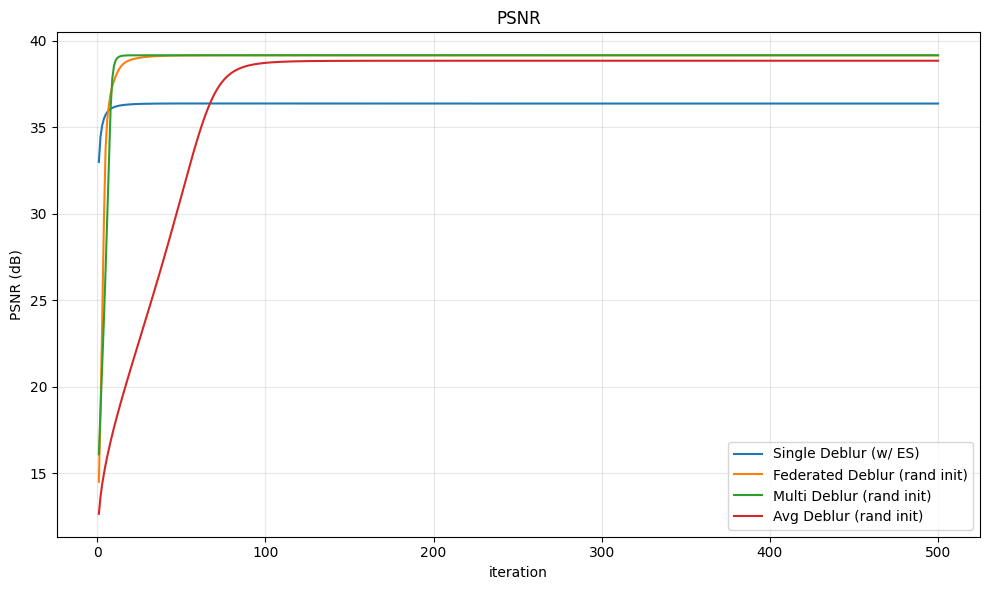 PSNR
PSNR (dB)
40
35
30
25
20
15
0 100 200 300 400 500
iteration
Single Deblur (w/ ES)
Federated Deblur (rand init)
Multi Deblur (rand init)
Avg Deblur (rand init)